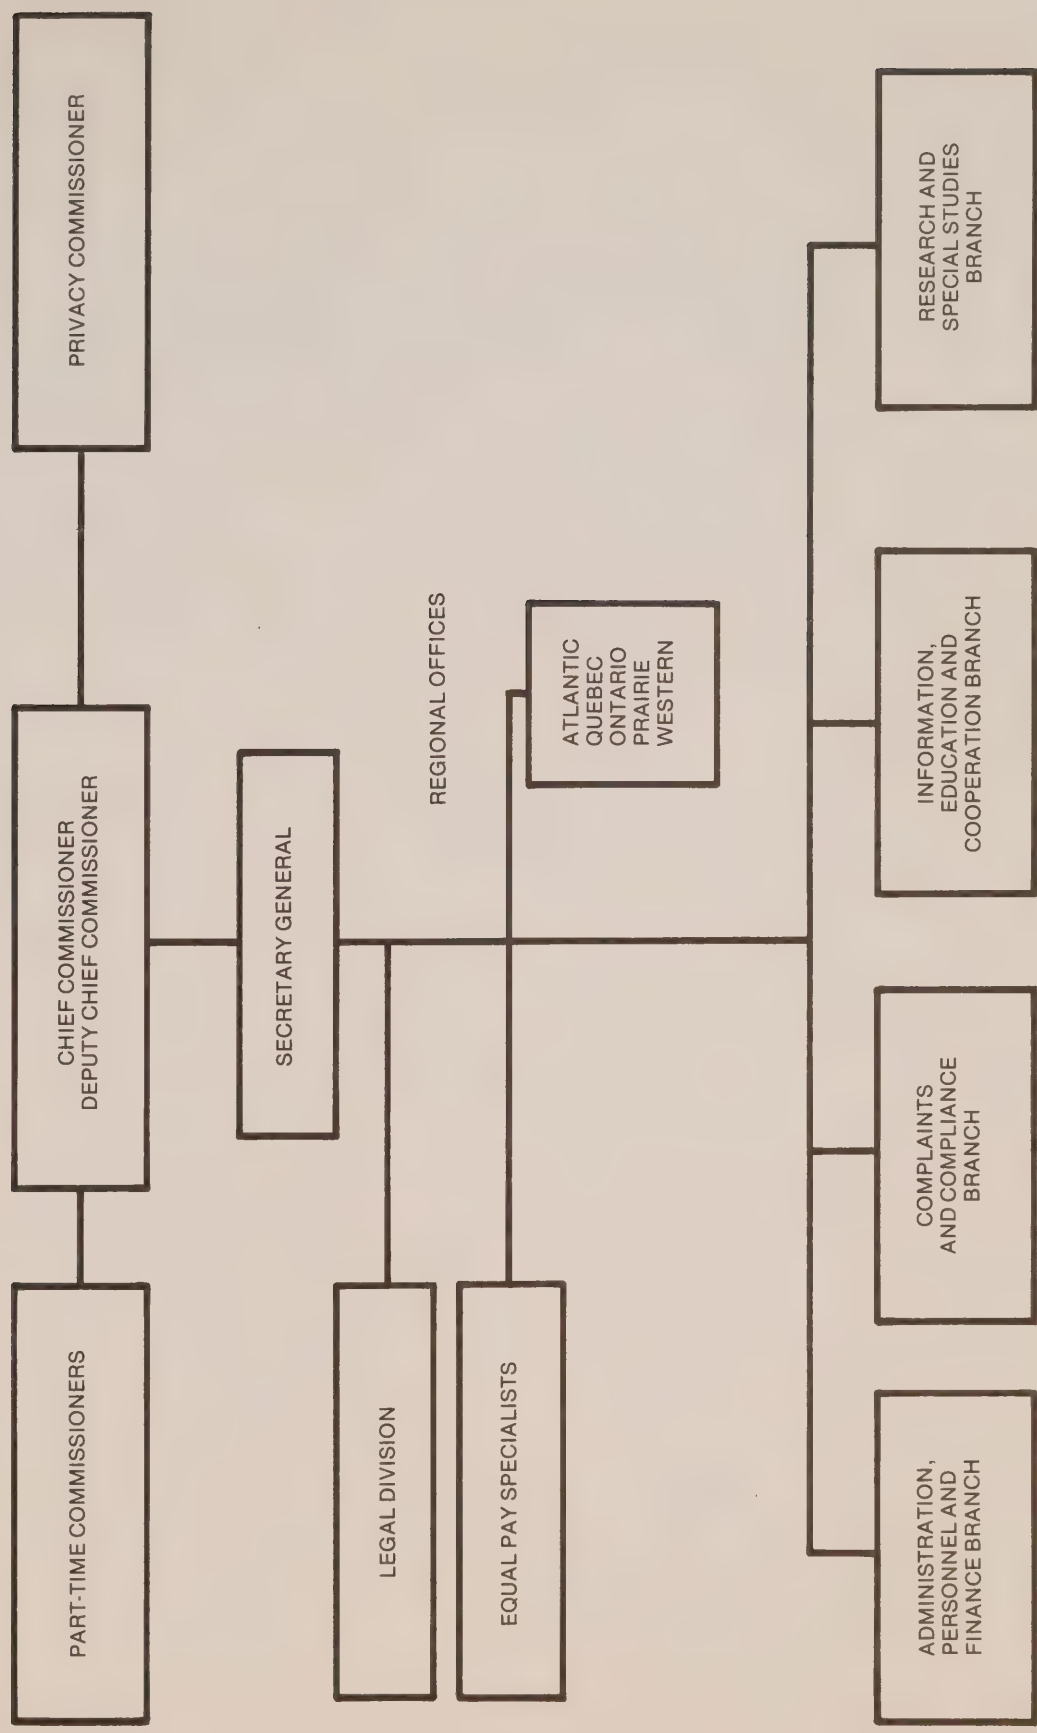 PART-TIME COMMISSIONERS
CHIEF COMMISSIONER
DEPUTY CHIEF COMMISSIONER
PRIVACY COMMISSIONER
SECRETARY GENERAL
LEGAL DIVISION
REGIONAL OFFICES
EQUAL PAY SPECIALISTS
ATLANTIC
QUEBEC
ONTARIO
PRAIRIE
WESTERN
ADMINISTRATION,
PERSONNEL AND
FINANCE BRANCH
COMPLAINTS
AND COMPLIANCE
BRANCH
INFORMATION,
EDUCATION AND
COOPERATION BRANCH
RESEARCH AND
SPECIAL STUDIES
BRANCH